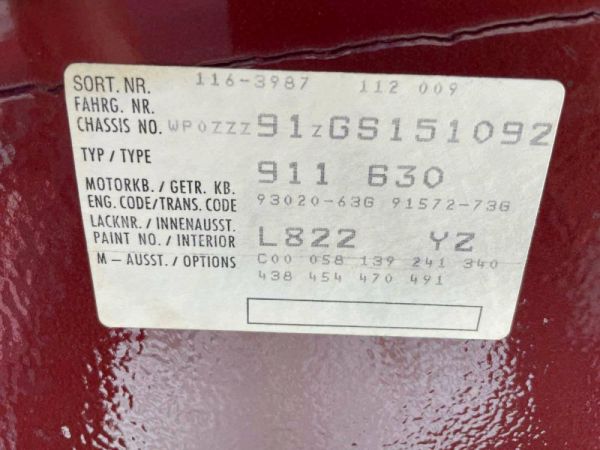 SORT. NR. 116-3987 112 009
FAHRG. NR.
CHASSIS NO. WP0ZZZ91ZGS151092
TYP / TYPE 911 630
MOTORKB. / GETR. KB.
ENG. CODE/TRANS. CODE 93020-63G 91572-73G
LACKNR. / INNENAUSST.
PAINT NO. / INTERIOR L822 YZ
M – AUSST. / OPTIONS C00 058 139 241 340
438 454 470 491